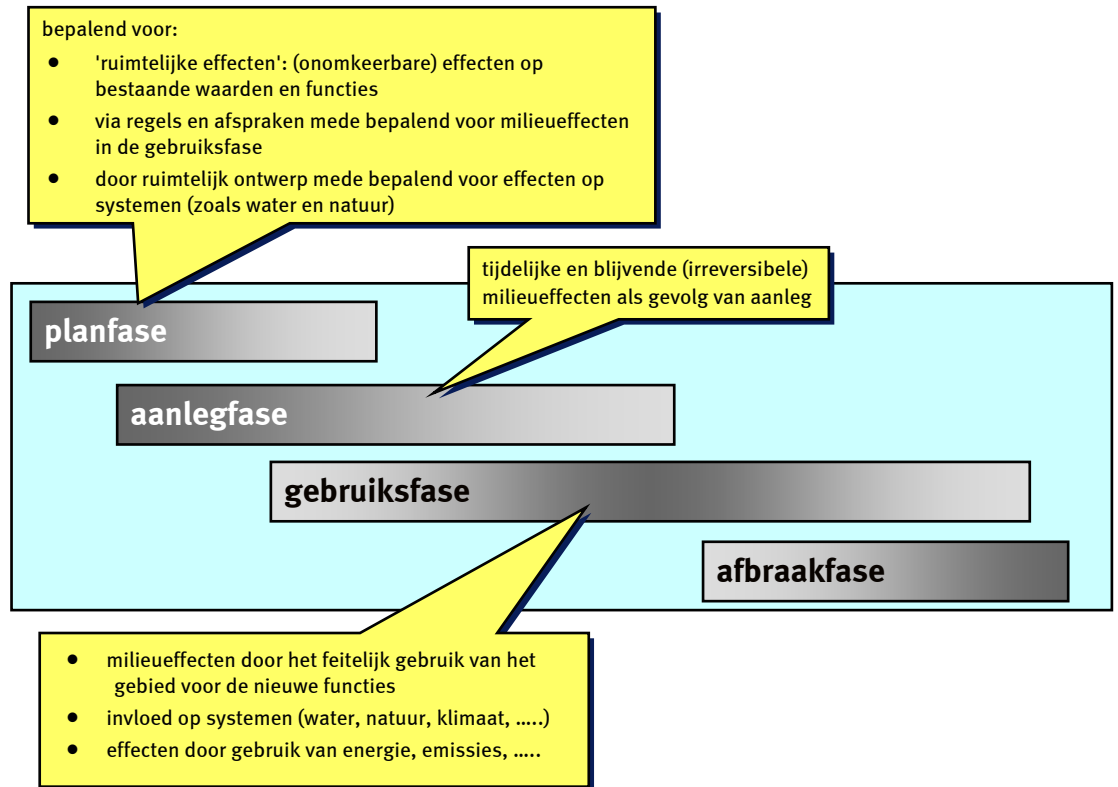 bepalend voor:
● 'ruimtelijke effecten': (onomkeerbare) effecten op
bestaande waarden en functies
● via regels en afspraken mede bepalend voor milieueffecten
in de gebruiksfase
● door ruimtelijk ontwerp mede bepalend voor effecten op
systemen (zoals water en natuur)
tijdelijke en blijvende (irreversibele)
milieueffecten als gevolg van aanleg
planfase
aanlegfase
gebruiksfase
afbraakfase
● milieueffecten door het feitelijk gebruik van het
gebied voor de nieuwe functies
● invloed op systemen (water, natuur, klimaat, …..)
● effecten door gebruik van energie, emissies, …..